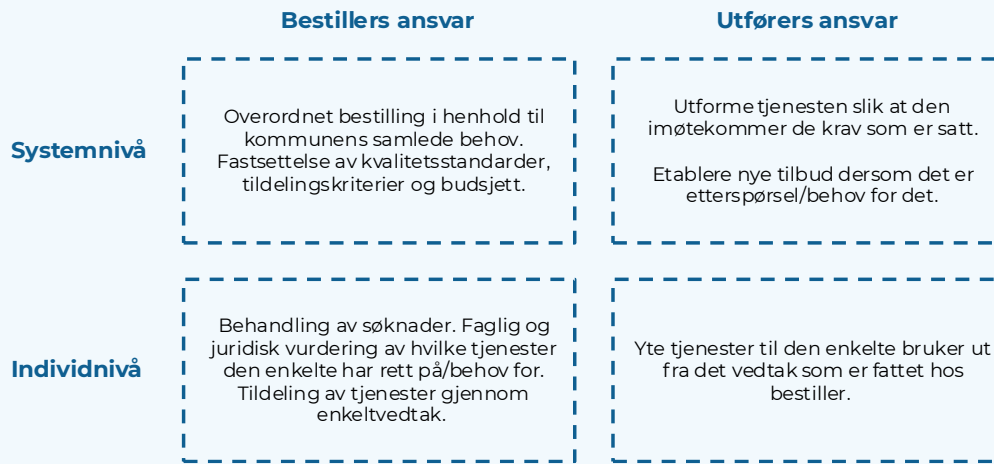 Bestillers ansvar
Utførers ansvar
Systemnivå
Overordnet bestilling i henhold til
kommunens samlede behov.
Fastsettelse av kvalitetsstandarder,
tildelingskriterier og budsjett.
Utforme tjenesten slik at den
imøtekommer de krav som er satt.
Etablere nye tilbud dersom det er
etterspørsel/behov for det.
Individnivå
Behandling av søknader. Faglig og
juridisk vurdering av hvilke tjenester
den enkelte har rett på/behov for.
Tildeling av tjenester gjennom
enkeltvedtak.
Yte tjenester til den enkelte bruker ut
fra det vedtak som er fattet hos
bestiller.